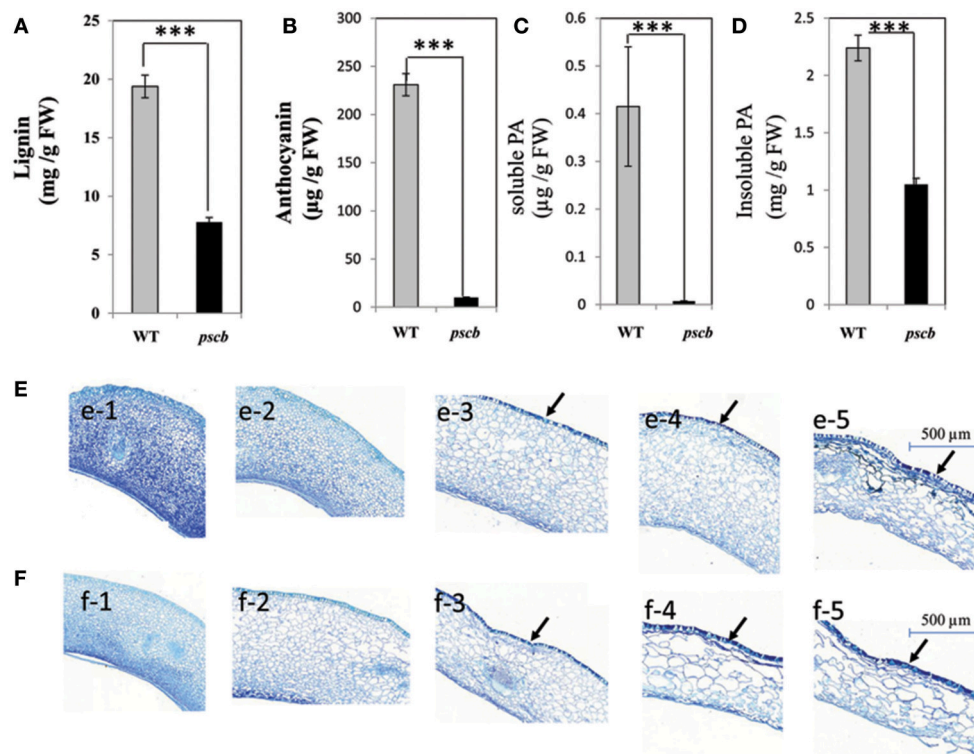 A
Lignin
(mg /g FW)
25
20
15
10
5
0
***
WT
pscb
B
Anthocyanin
(µg /g FW)
300
250
200
150
100
50
0
***
WT
pscb
C
soluble PA
(µg /g FW)
0.6
0.5
0.4
0.3
0.2
0.1
0
***
WT
pscb
D
Insoluble PA
(mg /g FW)
2.5
2
1.5
1
0.5
0
***
WT
pscb
E
e-1
e-2
e-3
e-4
e-5
500 µm
F
f-1
f-2
f-3
f-4
f-5
500 µm